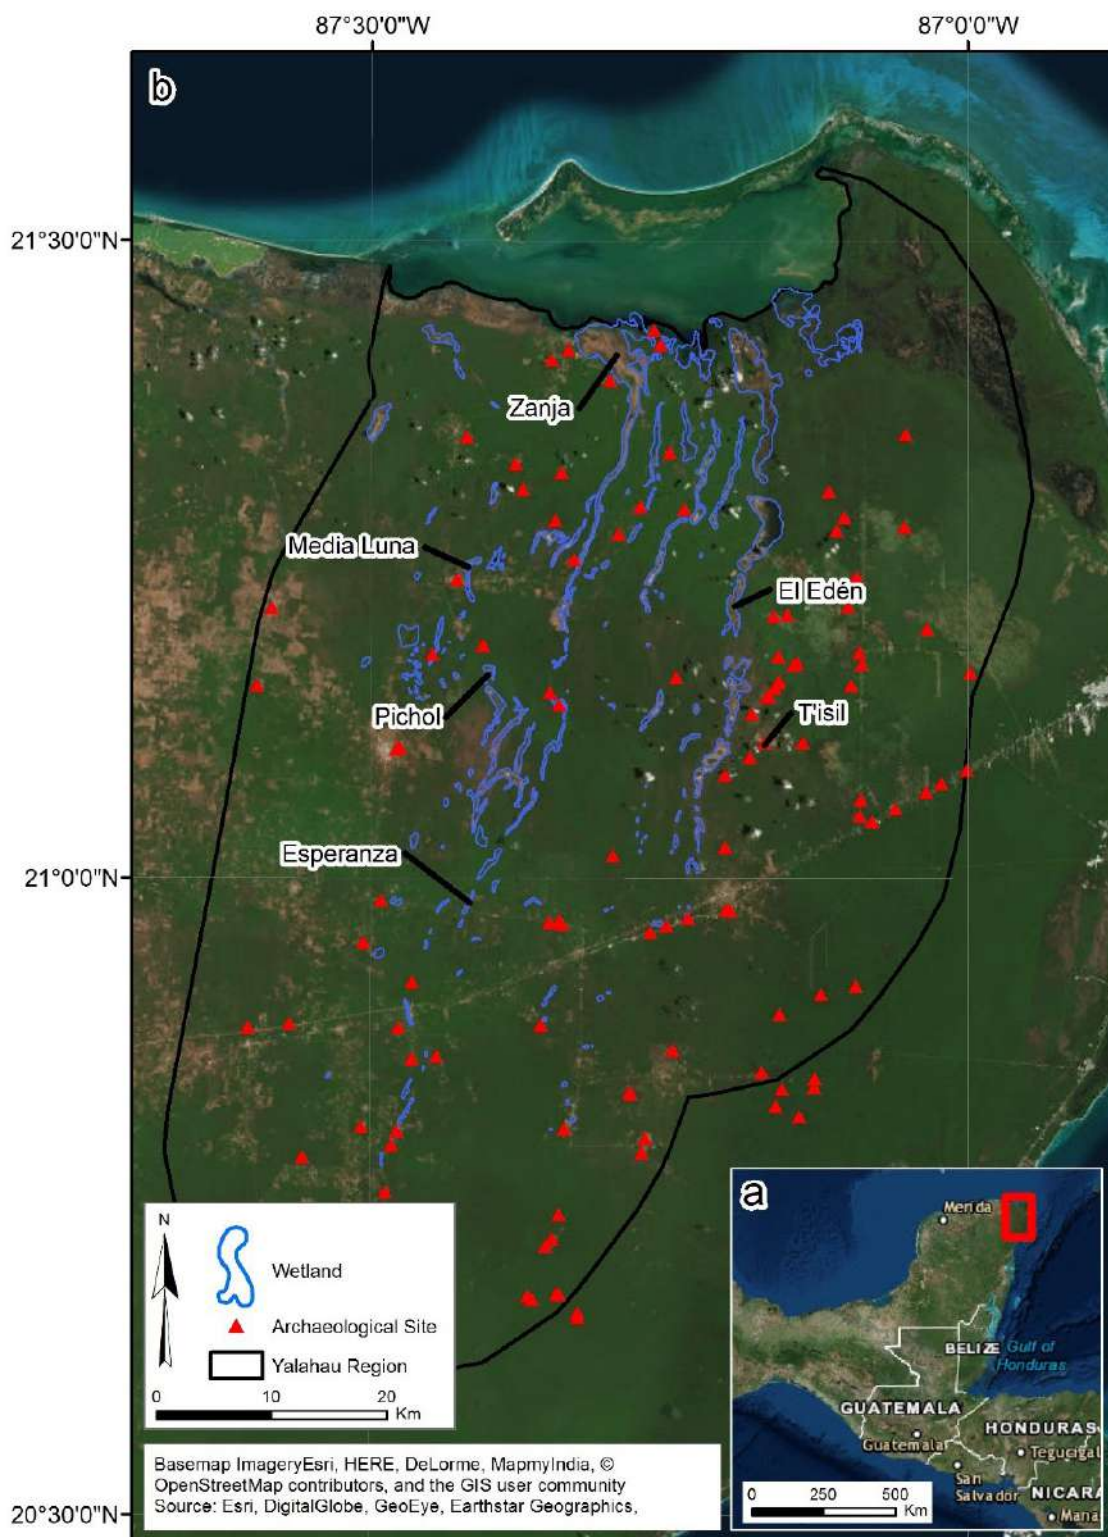 87°30'0"W
87°0'0"W
b
21°30'0"N
Zanja
Media Luna
El Edén
Pichol
T'isil
Esperanza
21°0'0"N
N
Wetland
Archaeological Site
Yalahau Region
0 10 20
Km
Basemap ImageryEsri, HERE, DeLorme, MapmyIndia, ©
OpenStreetMap contributors, and the GIS user community
Source: Esri, DigitalGlobe, GeoEye, Earthstar Geographics,
20°30'0"N
a
Merida
BELIZE
Gulf of
Honduras
GUATEMALA
Guatemala
HONDURAS
Tegucigal
San
Salvador
NICARA
Mana
0 250 500
Km